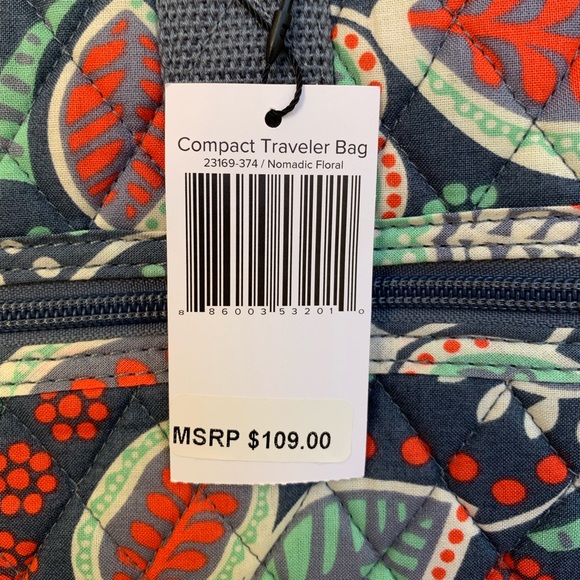 Compact Traveler Bag
23169-374 / Nomadic Floral
8 86003 53201 0
MSRP $109.00